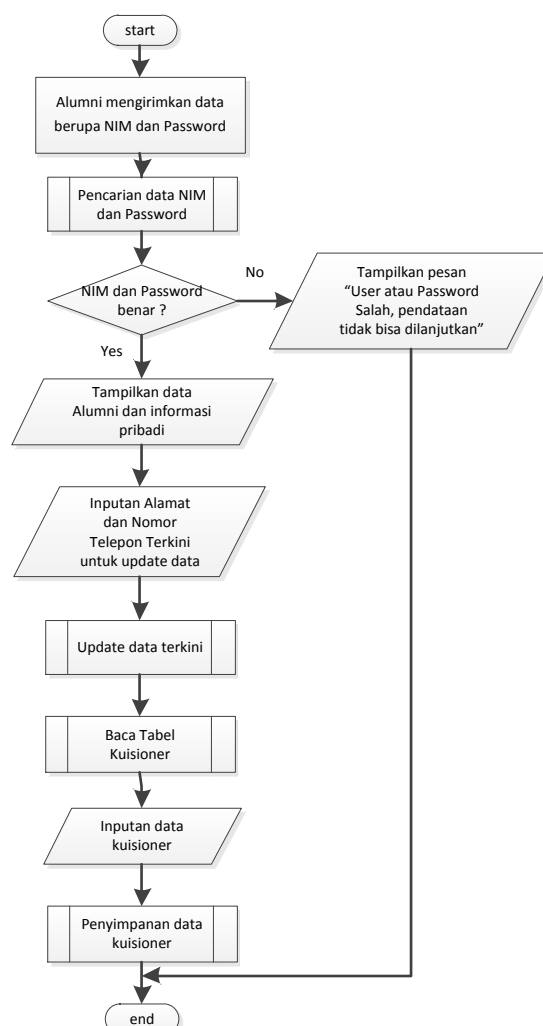 start
Alumni mengirimkan data
berupa NIM dan Password
Pencarian data NIM
dan Password
NIM dan Password
benar ?
No
Tampilkan pesan
“User atau Password
Salah, pendataan
tidak bisa dilanjutkan”
Yes
Tampilkan data
Alumni dan informasi
pribadi
Inputan Alamat
dan Nomor
Telepon Terkini
untuk update data
Update data terkini
Baca Tabel
Kuisioner
Inputan data
kuisioner
Penyimpanan data
kuisioner
end